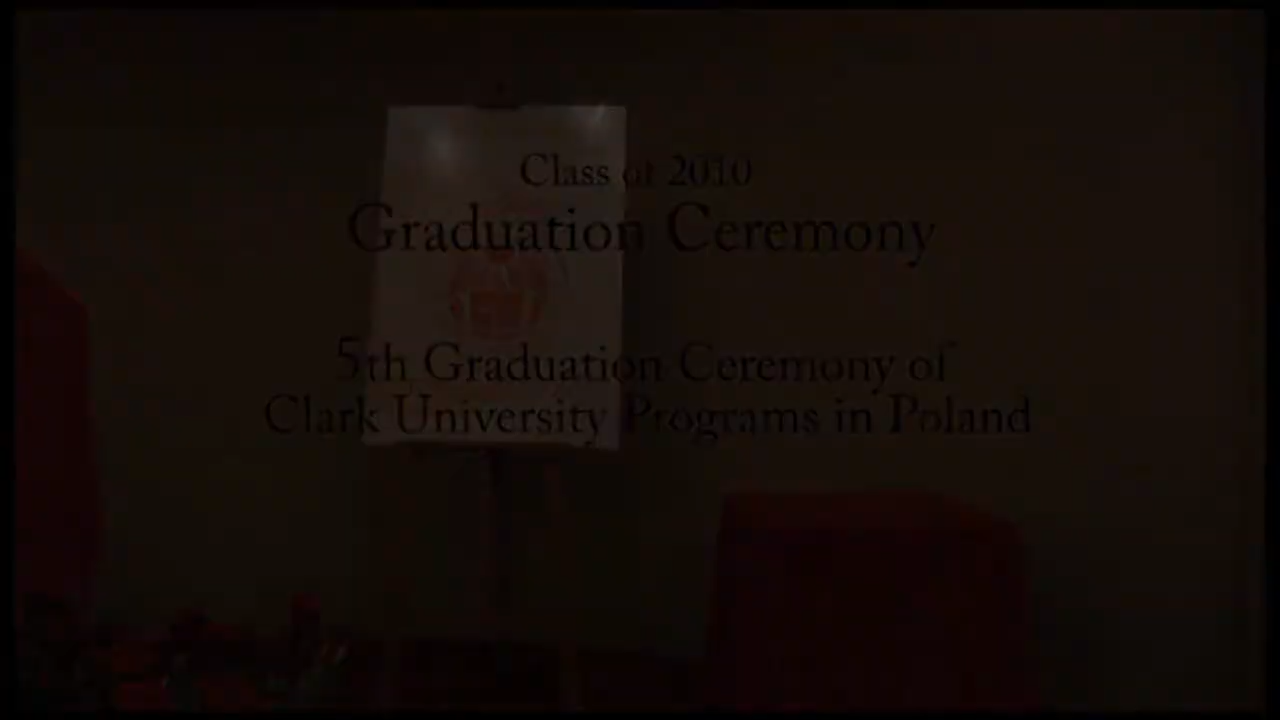 Class of 2010
Graduation Ceremony
5th Graduation Ceremony of
Clark University Programs in Poland